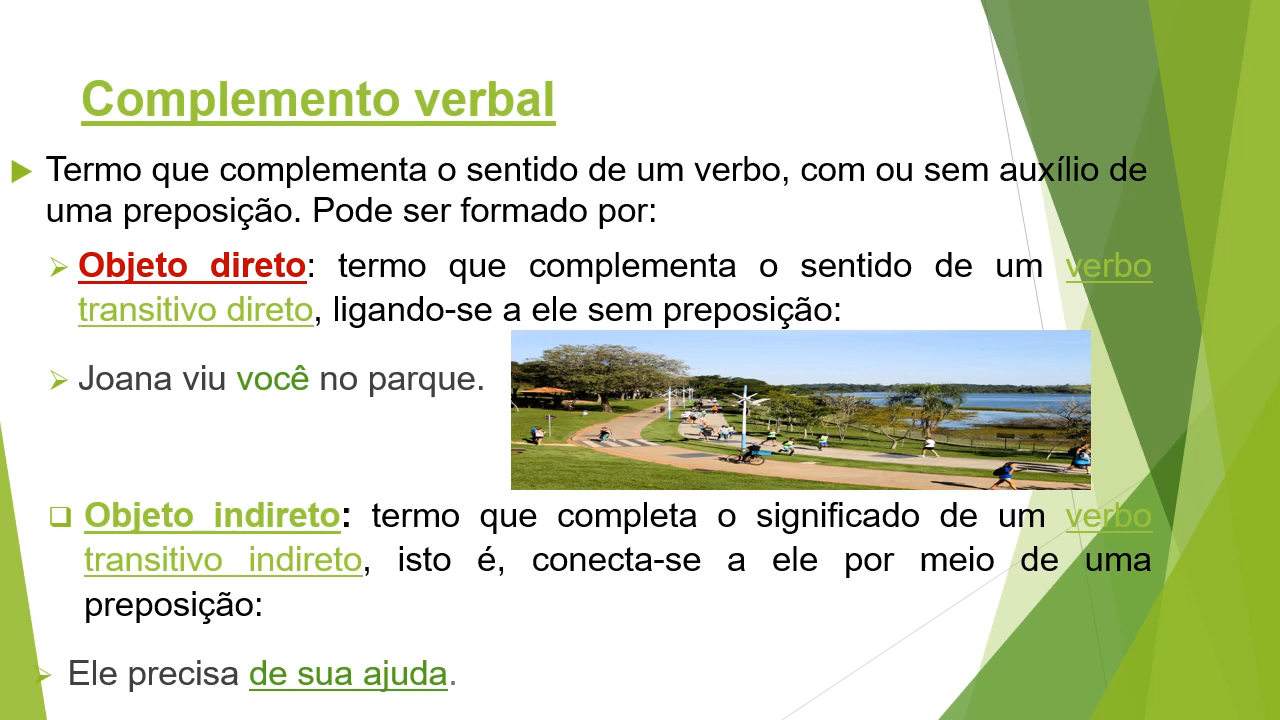 Complemento verbal
Termo que complementa o sentido de um verbo, com ou sem auxílio de
uma preposição. Pode ser formado por:
Objeto direto: termo que complementa o sentido de um verbo
transitivo direto, ligando-se a ele sem preposição:
Joana viu você no parque.
Objeto indireto: termo que completa o significado de um verbo
transitivo indireto, isto é, conecta-se a ele por meio de uma
preposição:
Ele precisa de sua ajuda.